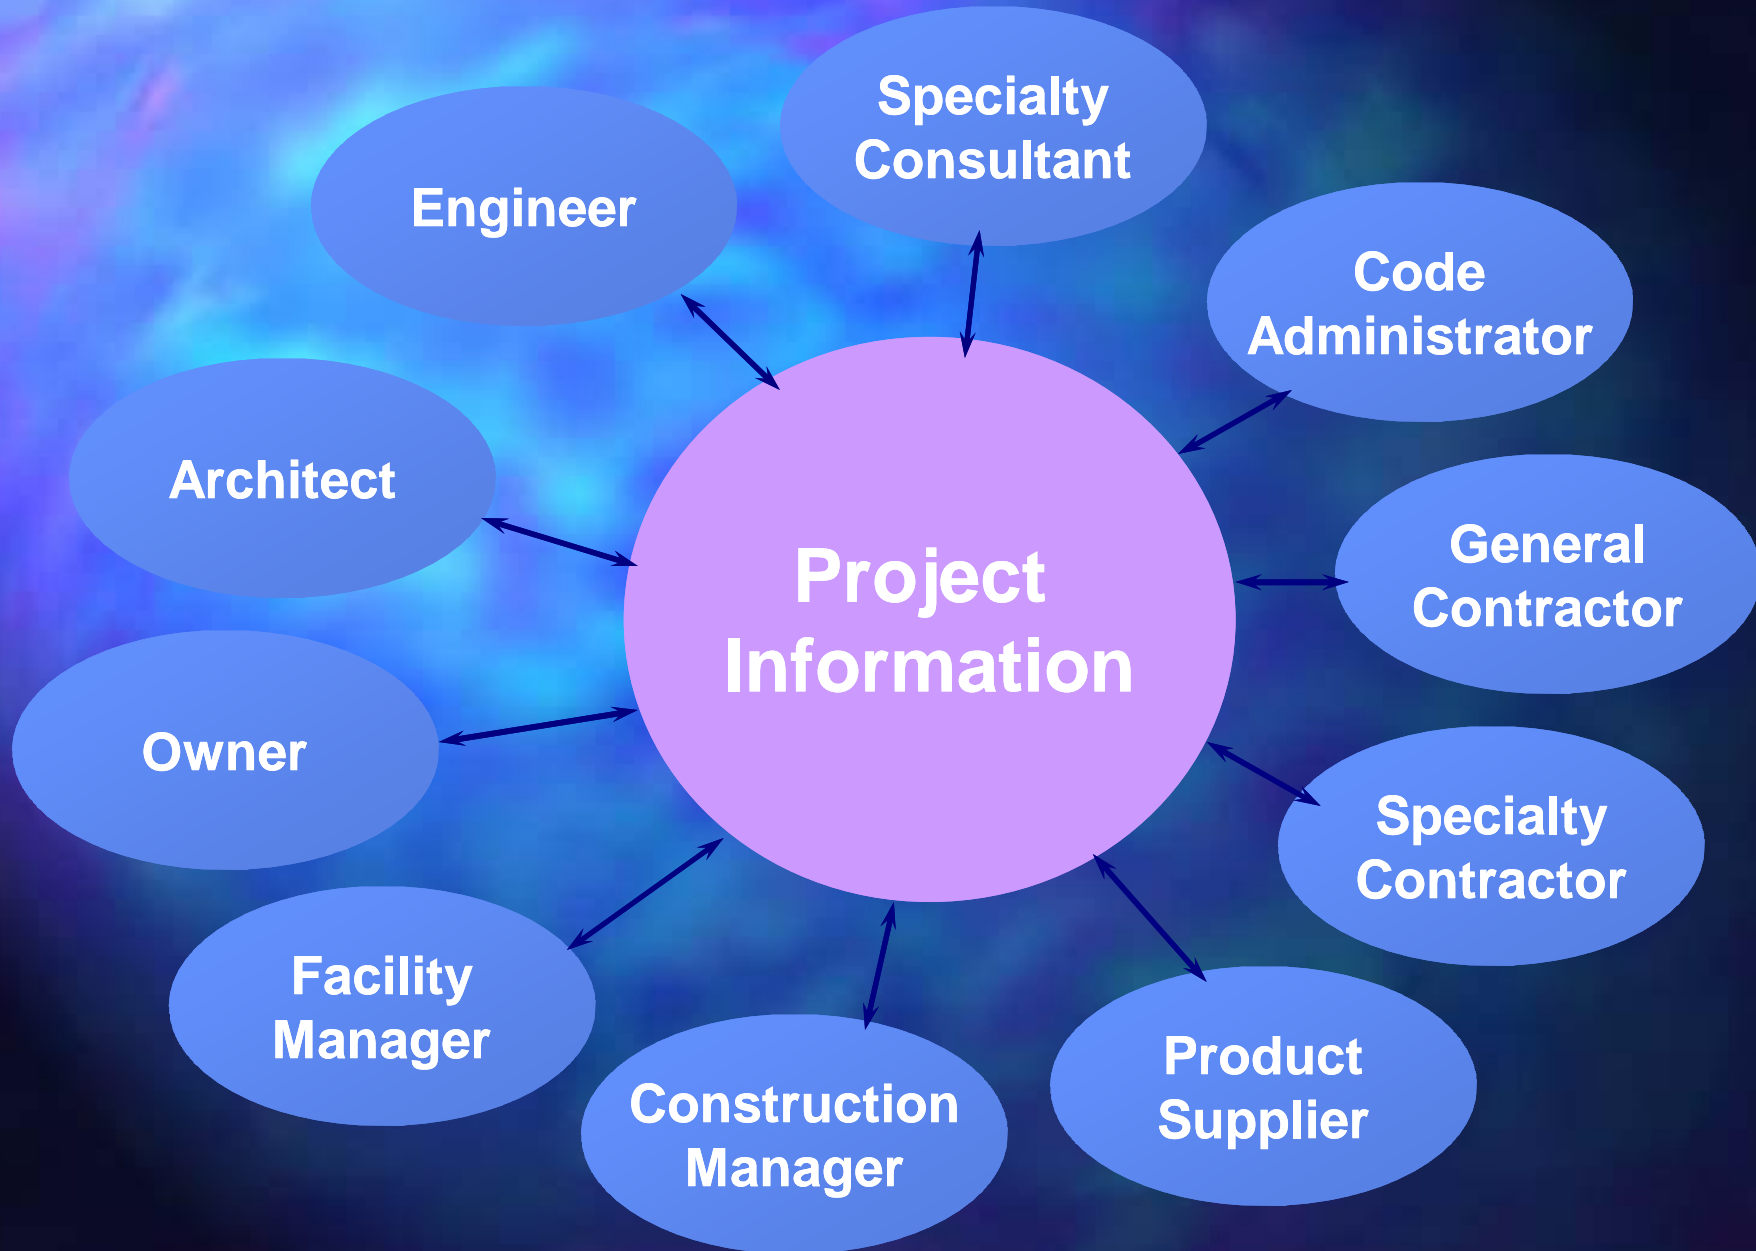 Specialty
Consultant
Engineer
Code
Administrator
Architect
General
Contractor
Project
Information
Owner
Specialty
Contractor
Facility
Manager
Product
Supplier
Construction
Manager